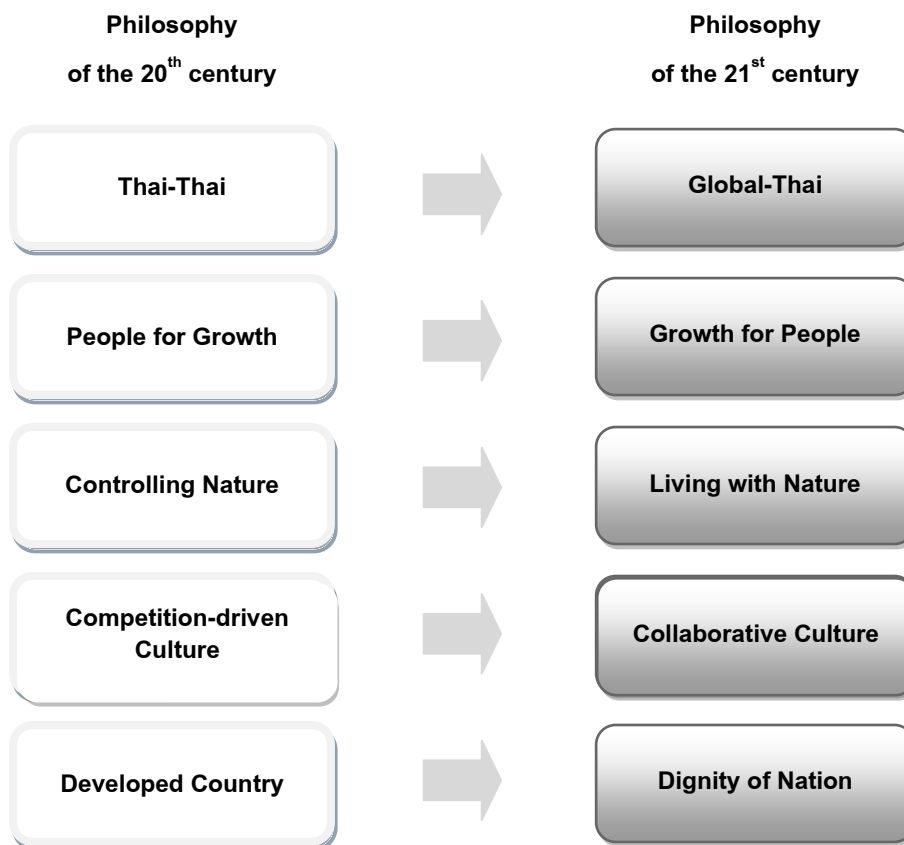 Philosophy
of the 20th century
Philosophy
of the 21st century
Thai-Thai
Global-Thai
People for Growth
Growth for People
Controlling Nature
Living with Nature
Competition-driven
Culture
Collaborative Culture
Developed Country
Dignity of Nation